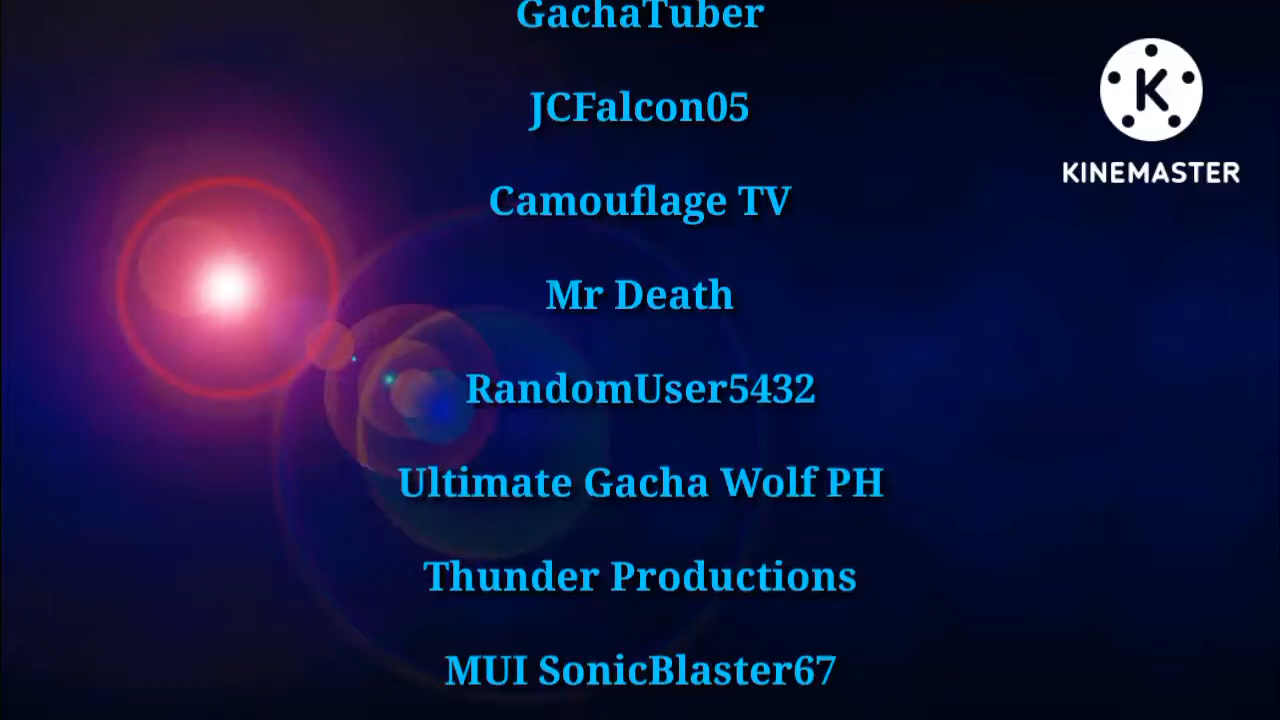 GachaTuber
JCFalcon05
Camouflage TV
Mr Death
RandomUser5432
Ultimate Gacha Wolf PH
Thunder Productions
MUI SonicBlaster67
K
KINEMASTER